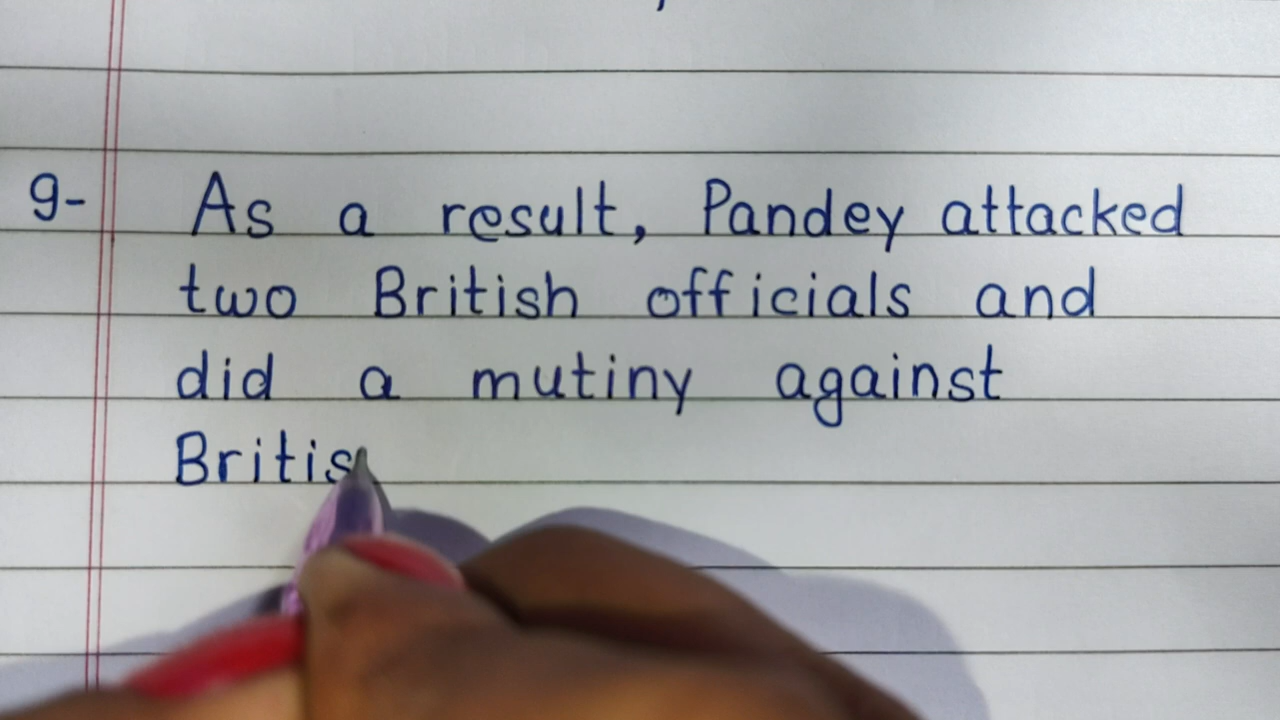 9- As a result, Pandey attacked
two British officials and
did a mutiny against
Britis